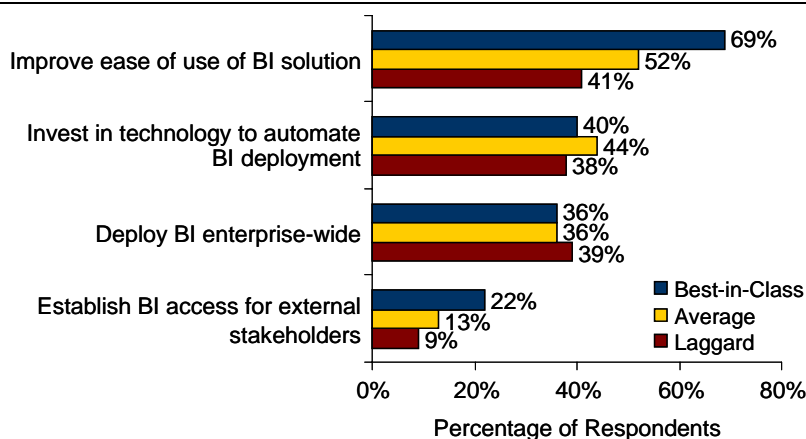 Improve ease of use of BI solution
69%
52%
41%
Invest in technology to automate
BI deployment
40%
44%
38%
Deploy BI enterprise-wide
36%
36%
39%
Establish BI access for external
stakeholders
22%
13%
9%
Best-in-Class
Average
Laggard
0% 20% 40% 60% 80%
Percentage of Respondents